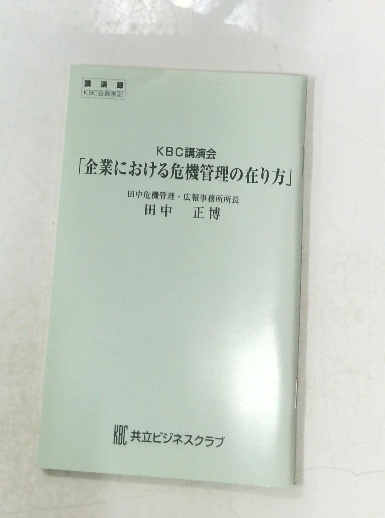 講演録
KBC会員限定
KBC講演会
「企業における危機管理の在り方」
田中危機管理・広報事務所所長
田中 正博
KBC 共立ビジネスクラブ